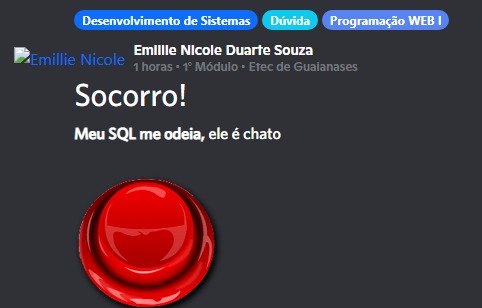 Desenvolvimento de Sistemas Dúvida Programação WEB I
Emillie Nicole
Emillie Nicole Duarte Souza
1 horas • 1º Módulo • Etec de Guaianases
Socorro!
Meu SQL me odeia, ele é chato